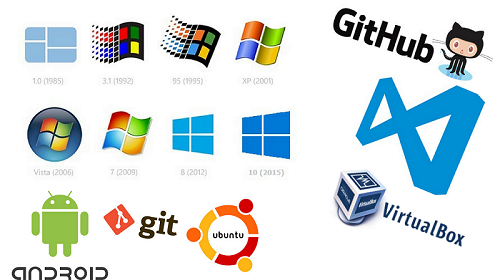 1.0 (1985)
3.1 (1992)
95 (1995)
XP (2001)
Vista (2006)
7 (2009)
8 (2012)
10 (2015)
GitHub
VirtualBox
git
ubuntu
ANDROID